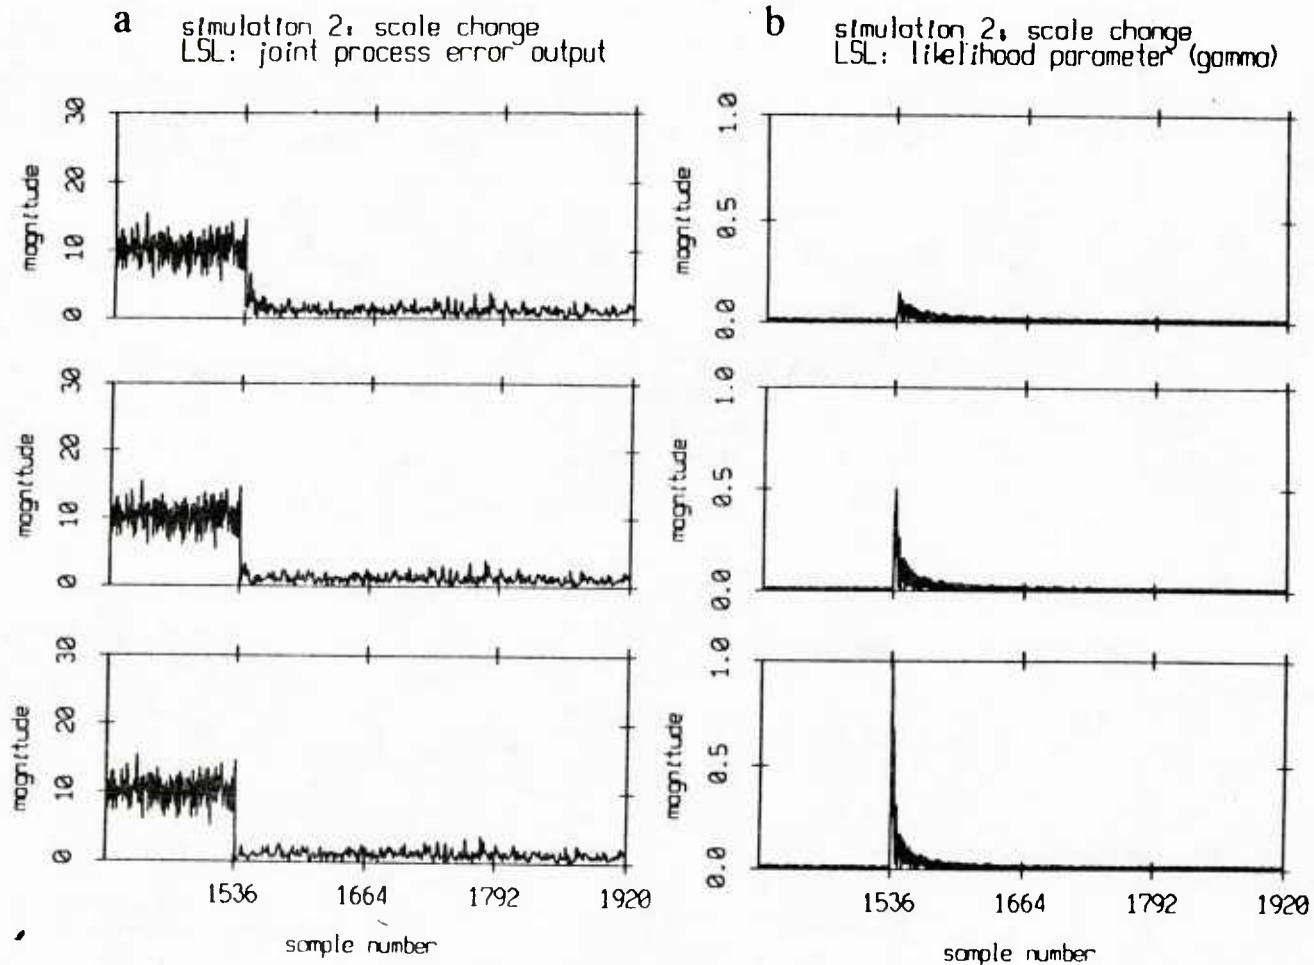 a
simulation 2: scale change
LSL: joint process error output
30
20
10
0
magnitude
30
20
10
0
magnitude
30
20
10
0
magnitude
1536 1664 1792 1920
sample number
b
simulation 2: scale change
LSL: likelihood parameter (gamma)
1.0
0.5
0.0
magnitude
1.0
0.5
0.0
magnitude
1.0
0.5
0.0
magnitude
1536 1664 1792 1920
sample number